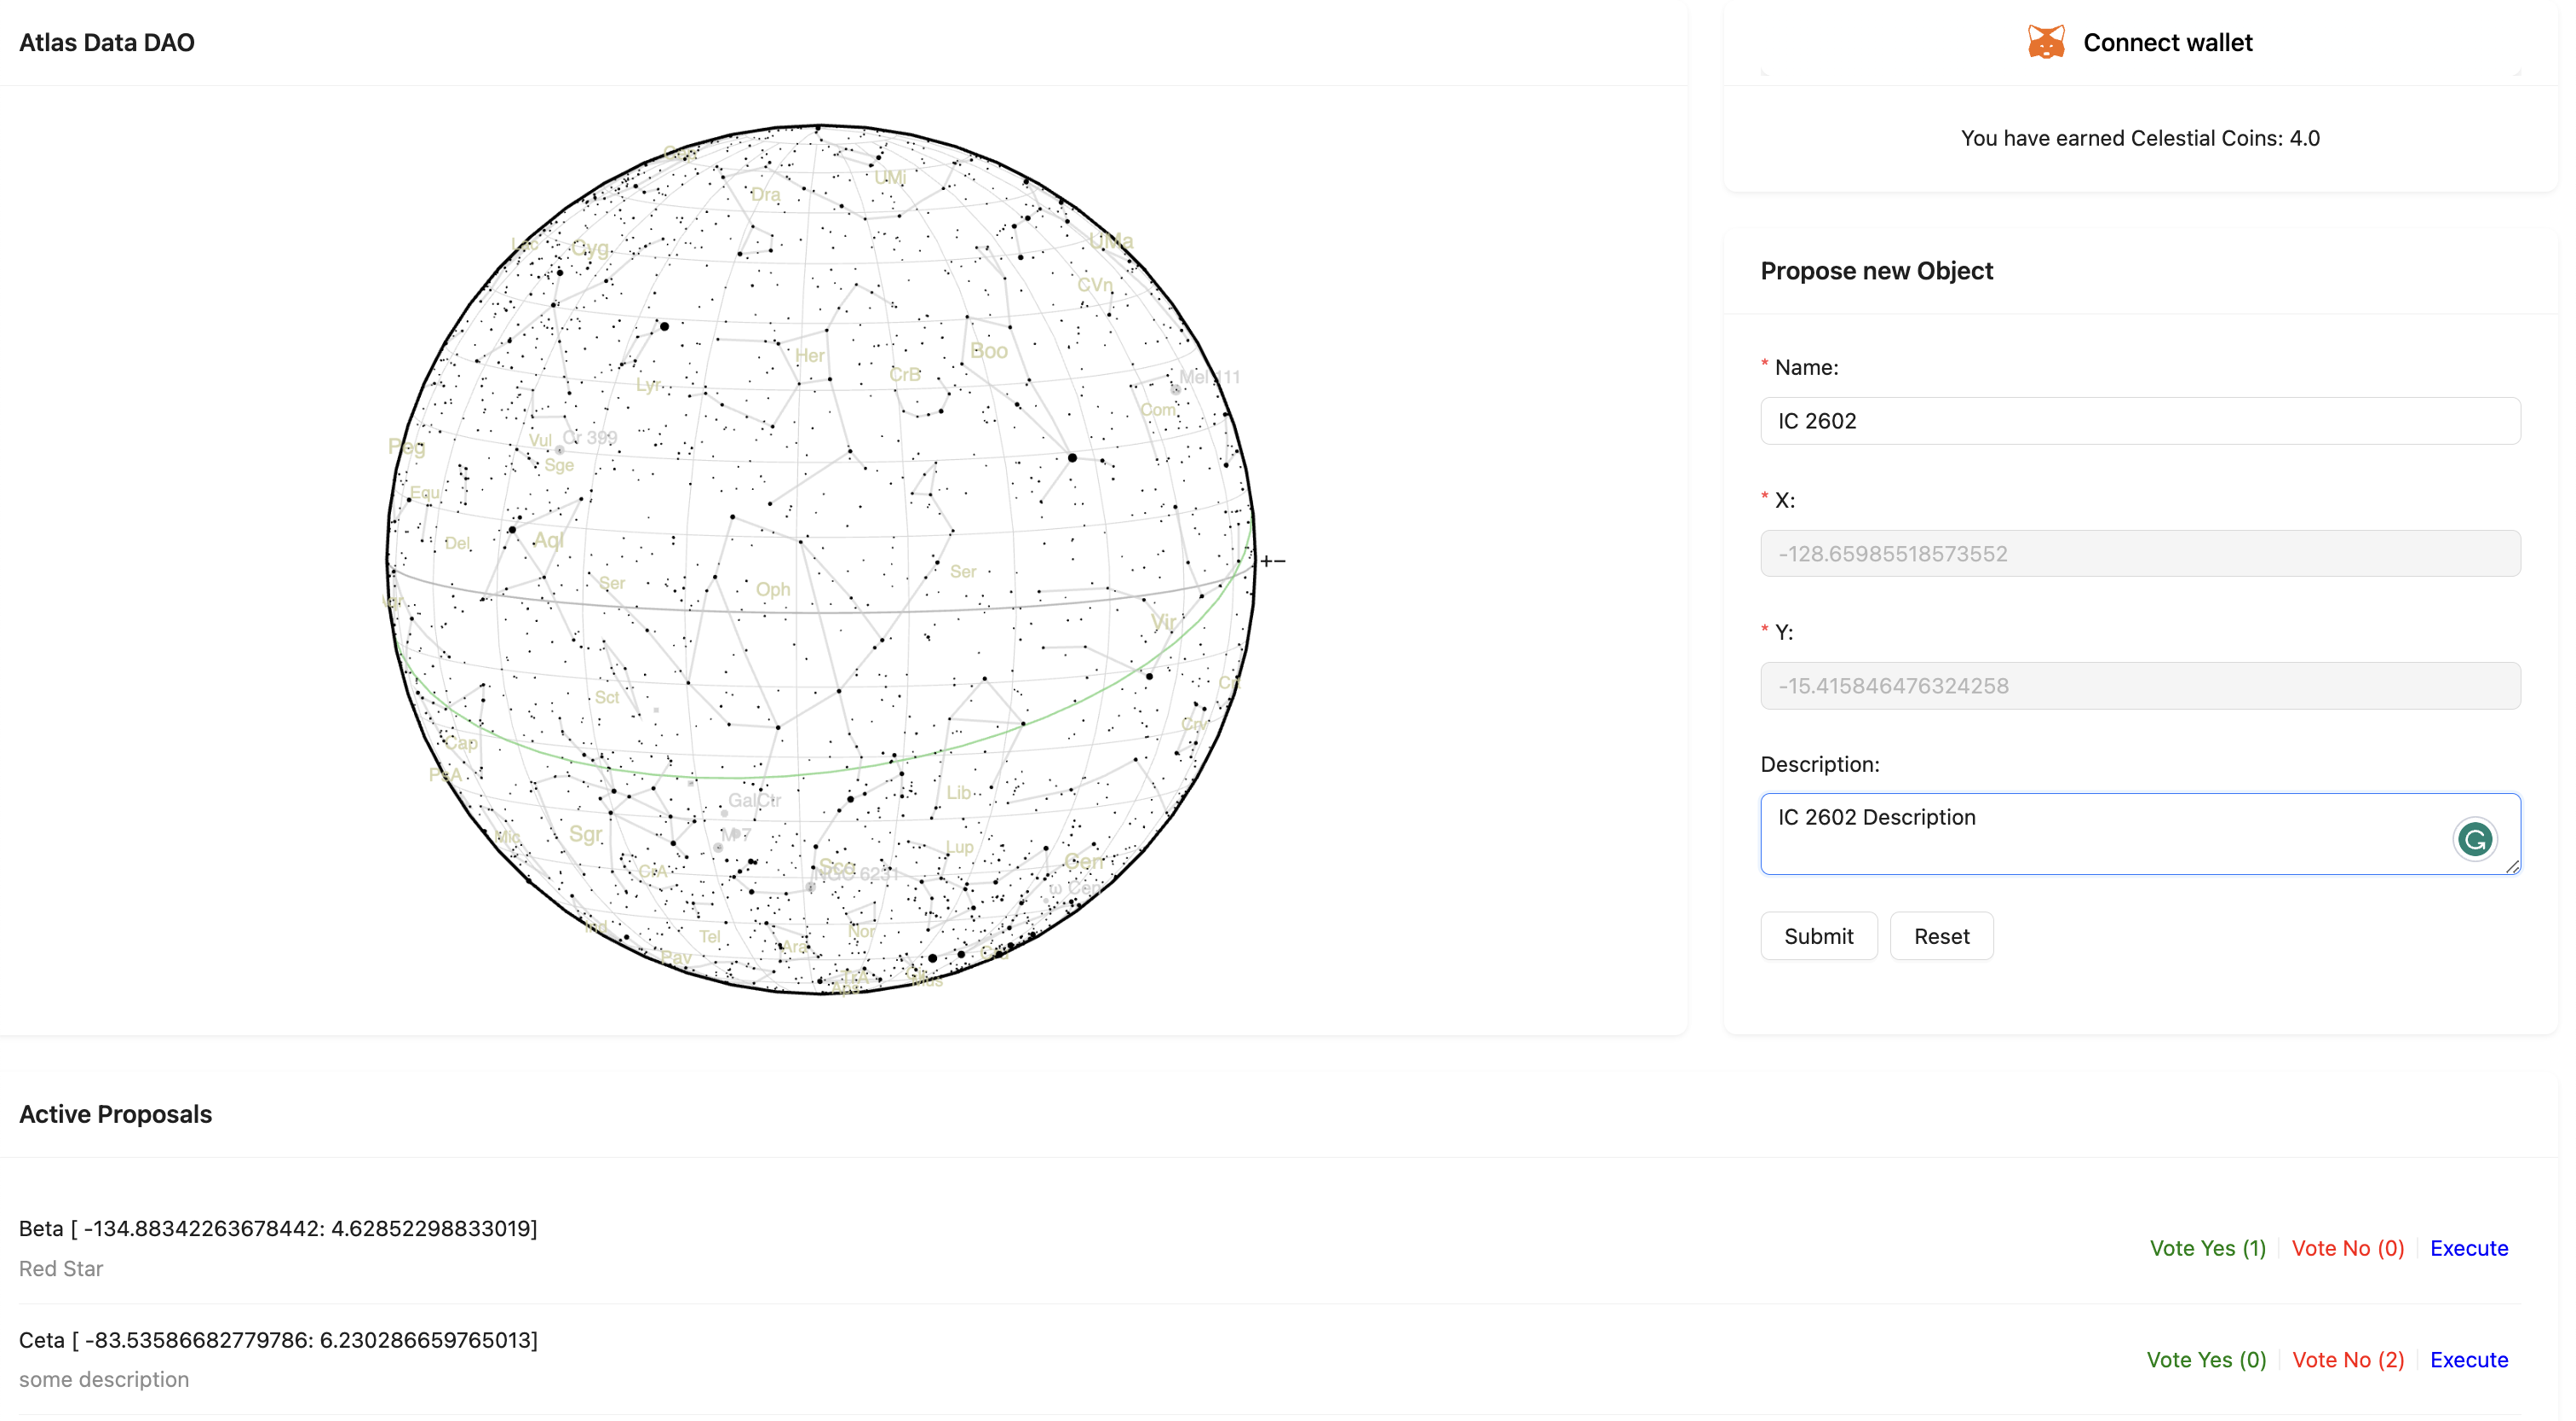 Atlas Data DAO
Connect wallet
You have earned Celestial Coins: 4.0
Dra
UMi
Lac
Cyg
UMa
CVn
Her
Boo
CrB
Lyr
Mel 111
Com
Vul
Cr 399
Sge
Peg
Equ
Del
Aql
Ser
Oph
Ser
Vir
+−
Sct
Crv
Cap
PsA
GalCtr
Lib
Sgr
M 7
Mic
Lup
Cen
CrA
Sco
NGC 6231
ω Cen
Ind
Tel
Nor
Ara
Pav
TrA
Aps
Mus
Propose new Object
* Name:
IC 2602
* X:
-128.65985518573552
* Y:
-15.415846476324258
Description:
IC 2602 Description
Submit
Reset
Active Proposals
Beta [ -134.88342263678442: 4.62852298833019]
Red Star
Vote Yes (1)
Vote No (0)
Execute
Ceta [ -83.53586682779786: 6.230286659765013]
some description
Vote Yes (0)
Vote No (2)
Execute